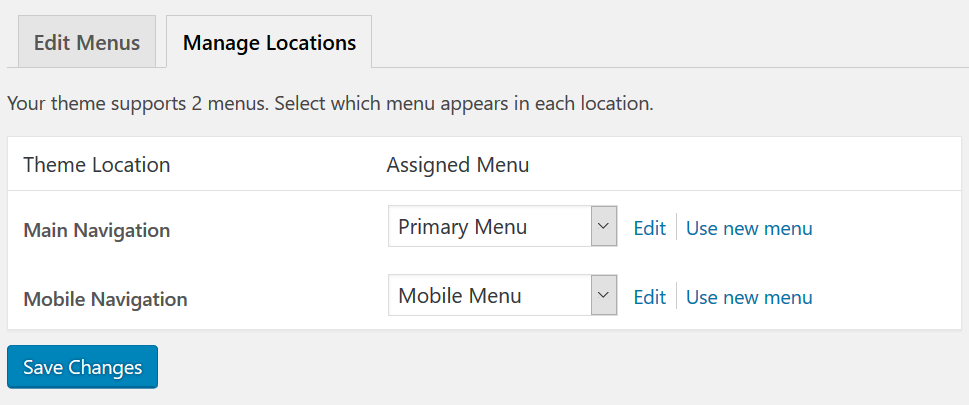 Edit Menus Manage Locations
Your theme supports 2 menus. Select which menu appears in each location.
Theme Location Assigned Menu
Main Navigation Primary Menu Edit Use new menu
Mobile Navigation Mobile Menu Edit Use new menu
Save Changes